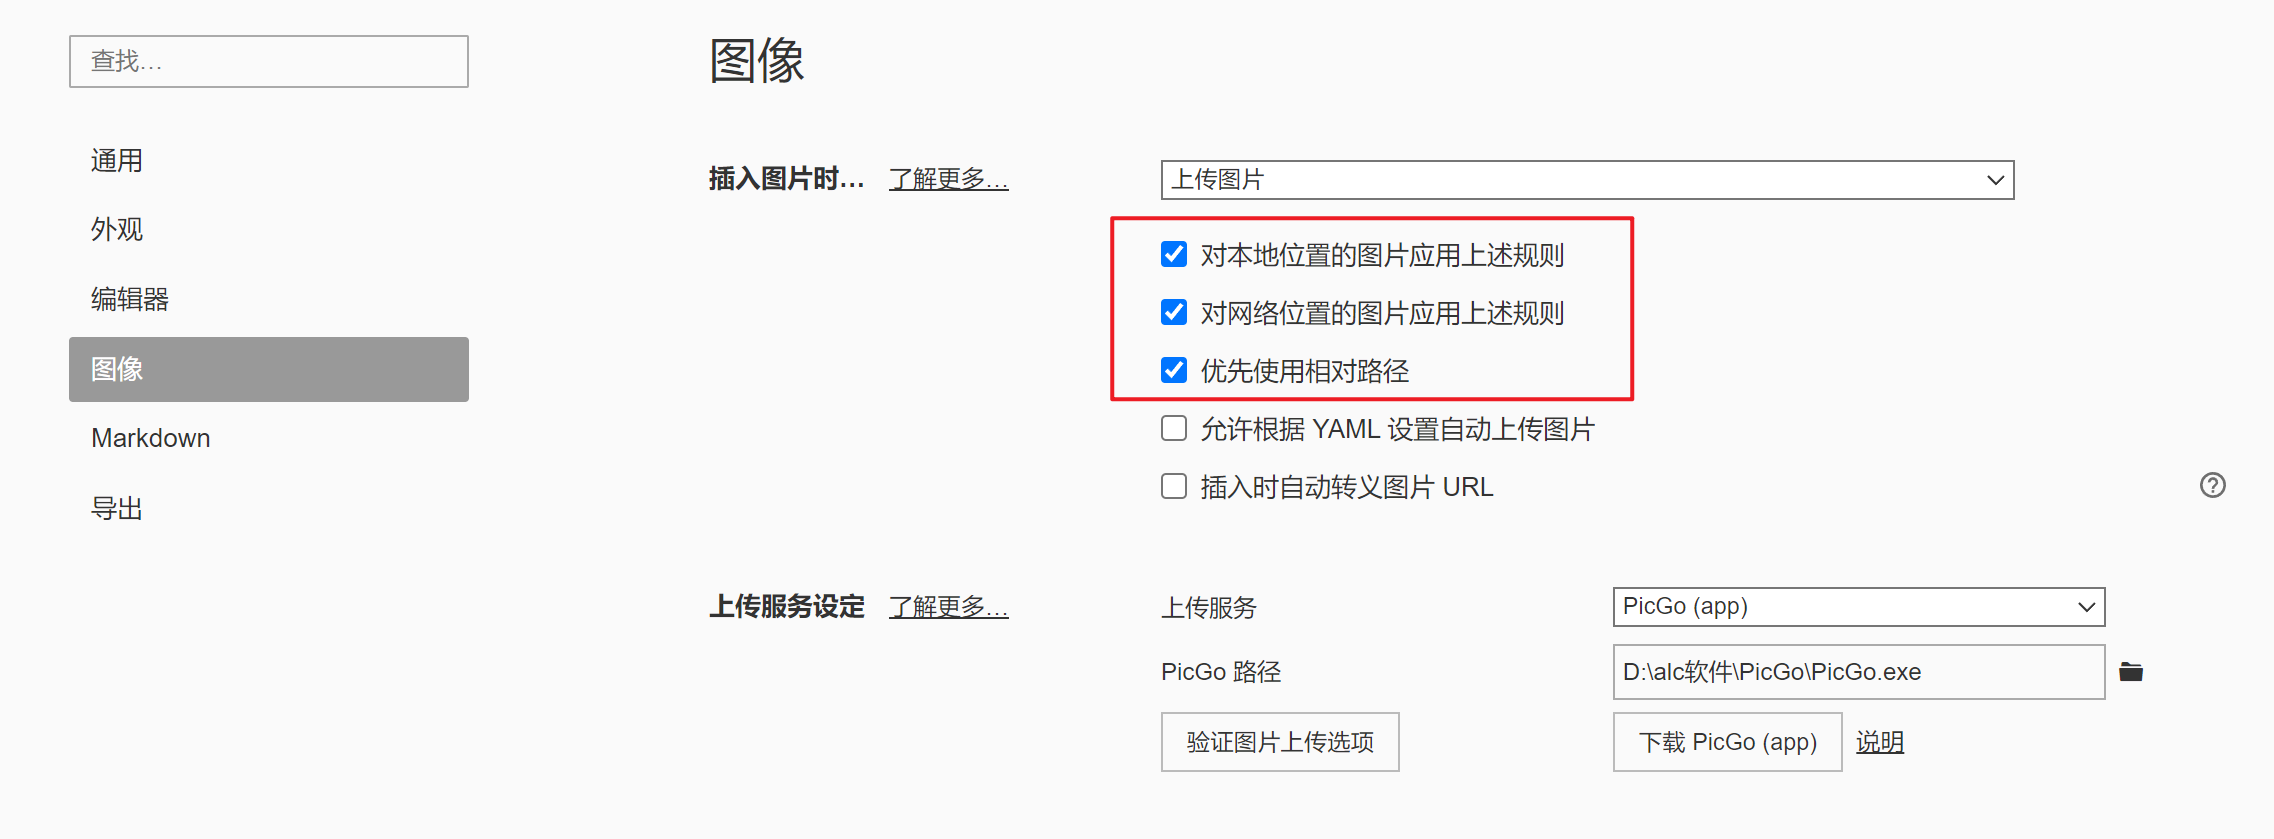 查找…
通用
外观
编辑器
图像
Markdown
导出
图像
插入图片时… 了解更多… 上传图片
对本地位置的图片应用上述规则
对网络位置的图片应用上述规则
优先使用相对路径
允许根据 YAML 设置自动上传图片
插入时自动转义图片 URL
上传服务设定 了解更多… 上传服务 PicGo (app)
PicGo 路径 D:\alc软件\PicGo\PicGo.exe
验证图片上传选项 下载 PicGo (app) 说明